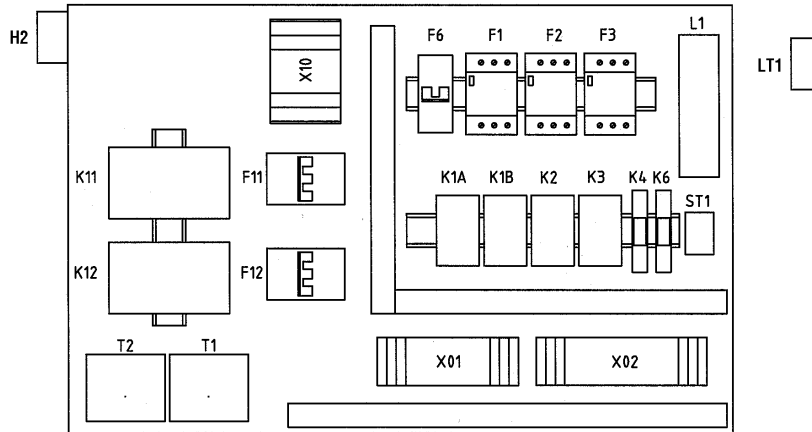 H2
X10
F6 F1 F2 F3 L1
LT1
K11 F11
K1A K1B K2 K3 K4 K6
ST1
K12 F12
T2 T1
X01 X02